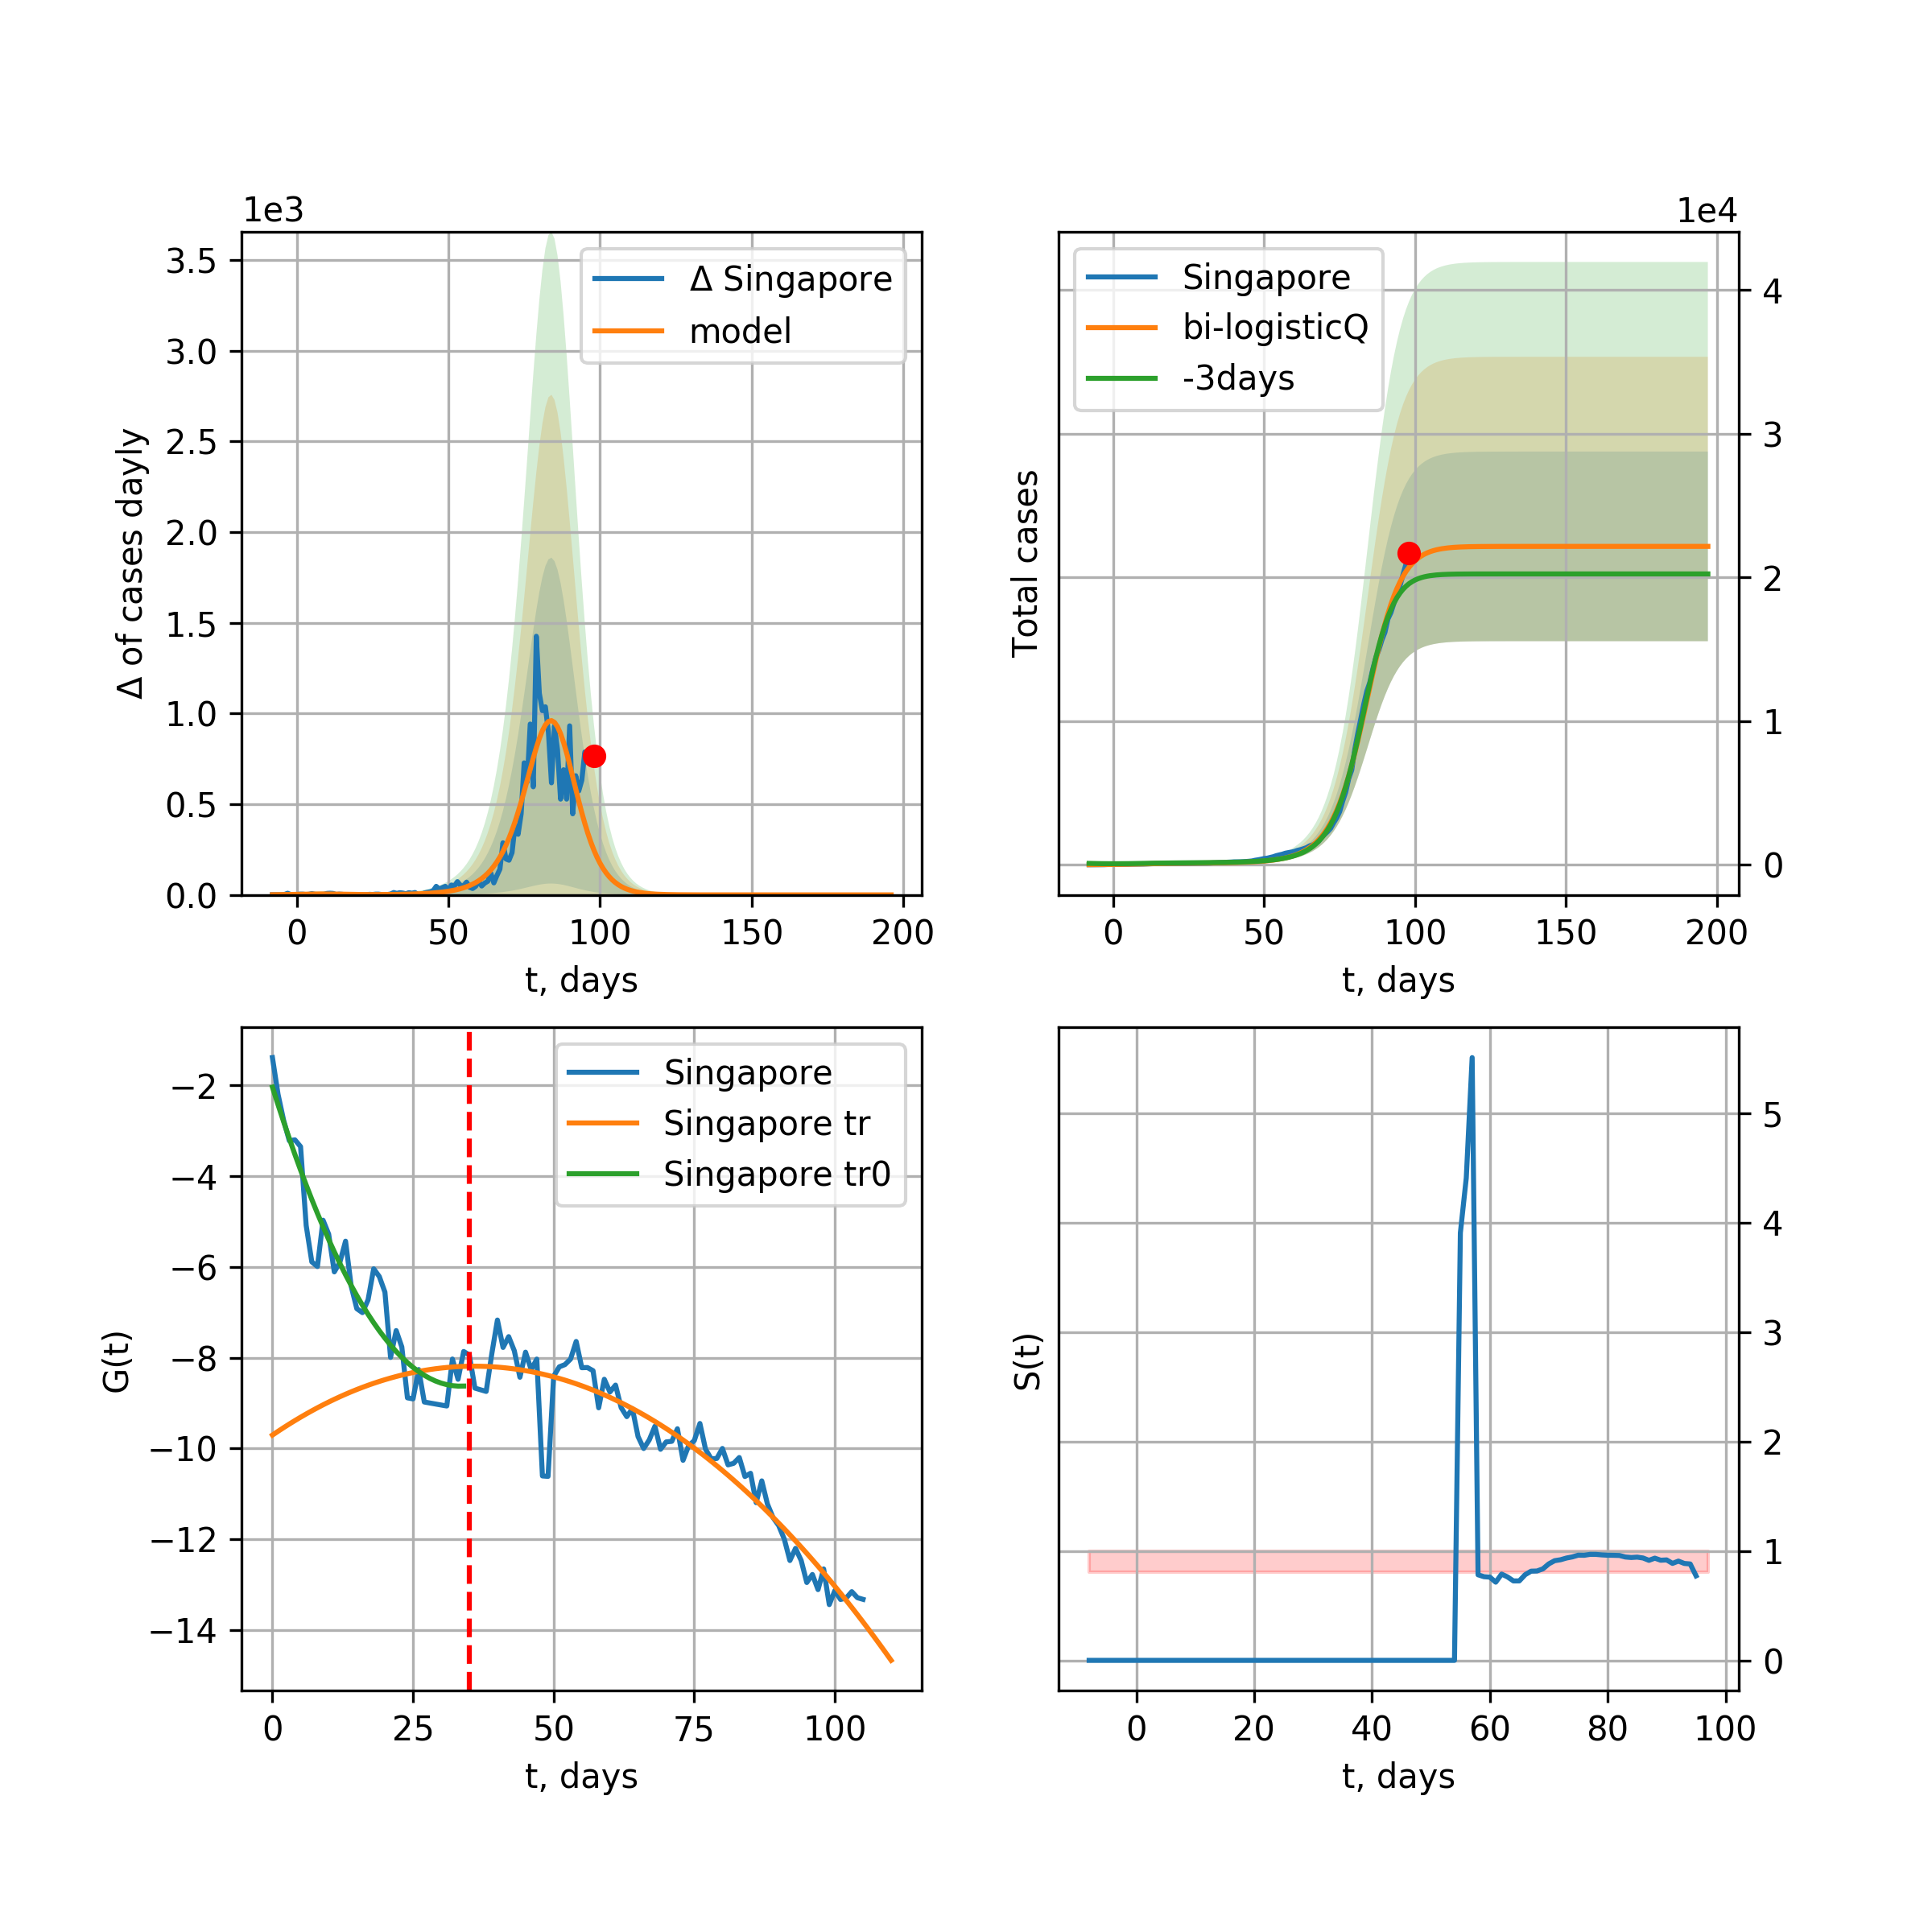 1e3
3.5
3.0
2.5
2.0
1.5
1.0
0.5
0.0
Δ of cases dayly
Δ Singapore
model
0 50 100 150 200
t, days
1e4
Singapore
bi-logisticQ
-3days
Total cases
4
3
2
1
0
0 50 100 150 200
t, days
−2
−4
−6
−8
−10
−12
−14
G(t)
Singapore
Singapore tr
Singapore tr0
0 25 50 75 100
t, days
S(t)
5
4
3
2
1
0
0 20 40 60 80 100
t, days